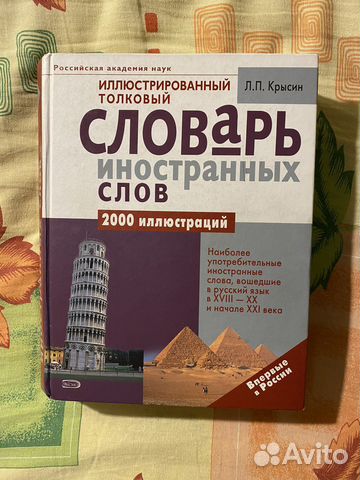 Российская академия наук
ИЛЛЮСТРИРОВАННЫЙ
ТОЛКОВЫЙ
Л.П. Крысин
СЛОВаРЬ
иностранных
СЛОВ
2000 иллюстраций
Наиболее
употребительные
иностранные
слова, вошедшие
в русский язык
в XVIII — XX
и начале XXI века
Впервые
в России
Avito